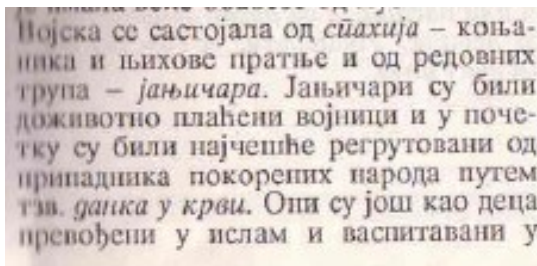 Војска се састојала од спахија – коња-
ника и њихове пратње и од редовних
трупа – јањичара. Јањичари су били
доживотно плаћени војници и у поче-
тку су били најчешће регрутовани од
припадника покорених народа путем
тзв. данка у крви. Они су још као деца
превођени у ислам и васпитавани у